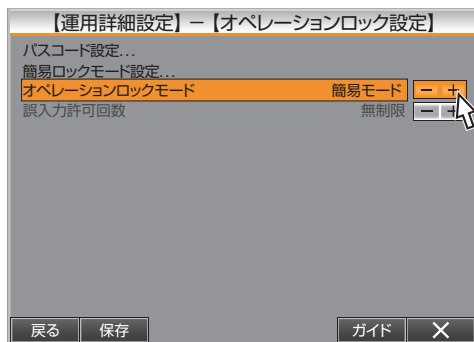 【運用詳細設定】－【オペレーションロック設定】
パスコード設定...
簡易ロックモード設定...
オペレーションロックモード 簡易モード － ＋
誤入力許可回数 無制限 － ＋
戻る 保存 ガイド ×